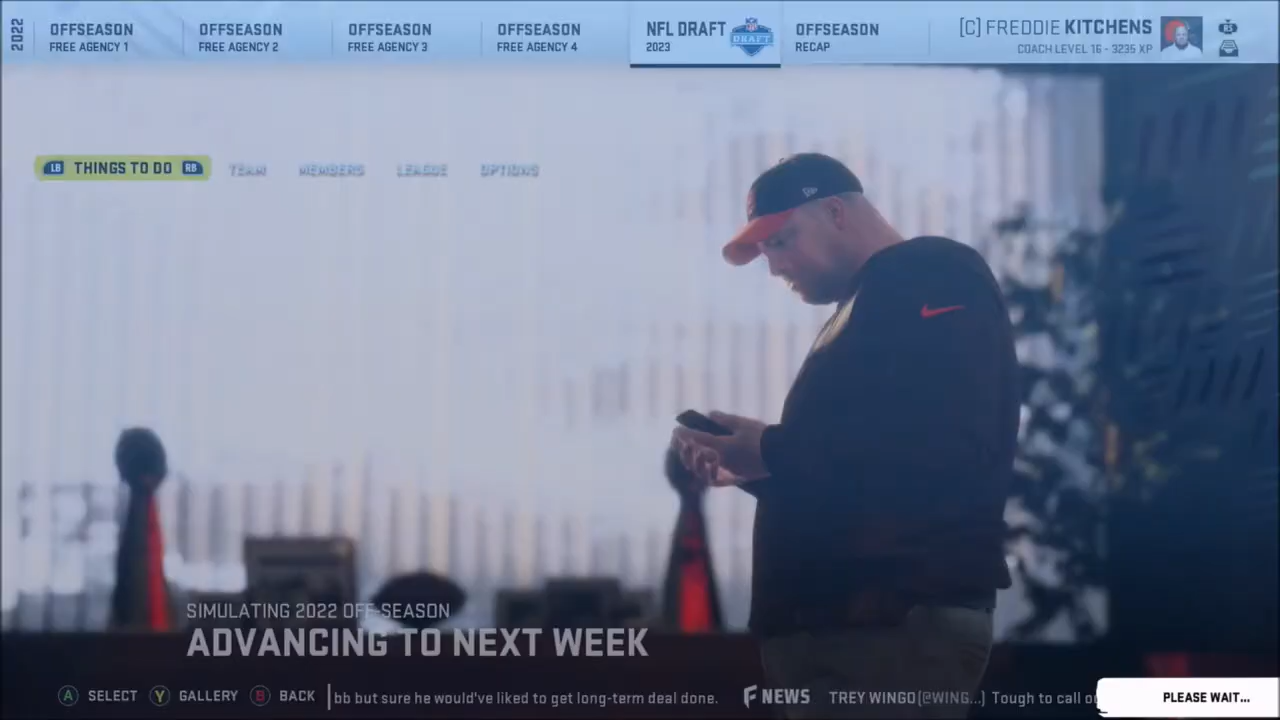 2022
OFFSEASON
FREE AGENCY 1
OFFSEASON
FREE AGENCY 2
OFFSEASON
FREE AGENCY 3
OFFSEASON
FREE AGENCY 4
NFL DRAFT
2023
DRAFT
OFFSEASON
RECAP
[C] FREDDIE KITCHENS
COACH LEVEL 16 - 3235 XP
RS
LB THINGS TO DO RB
TEAM
MEMBERS
LEAGUE
OPTIONS
SIMULATING 2022 OFF-SEASON
ADVANCING TO NEXT WEEK
A SELECT Y GALLERY B BACK
bb but sure he would've liked to get long-term deal done. F NEWS TREY WINGO(@WING...) Tough to call o
PLEASE WAIT...